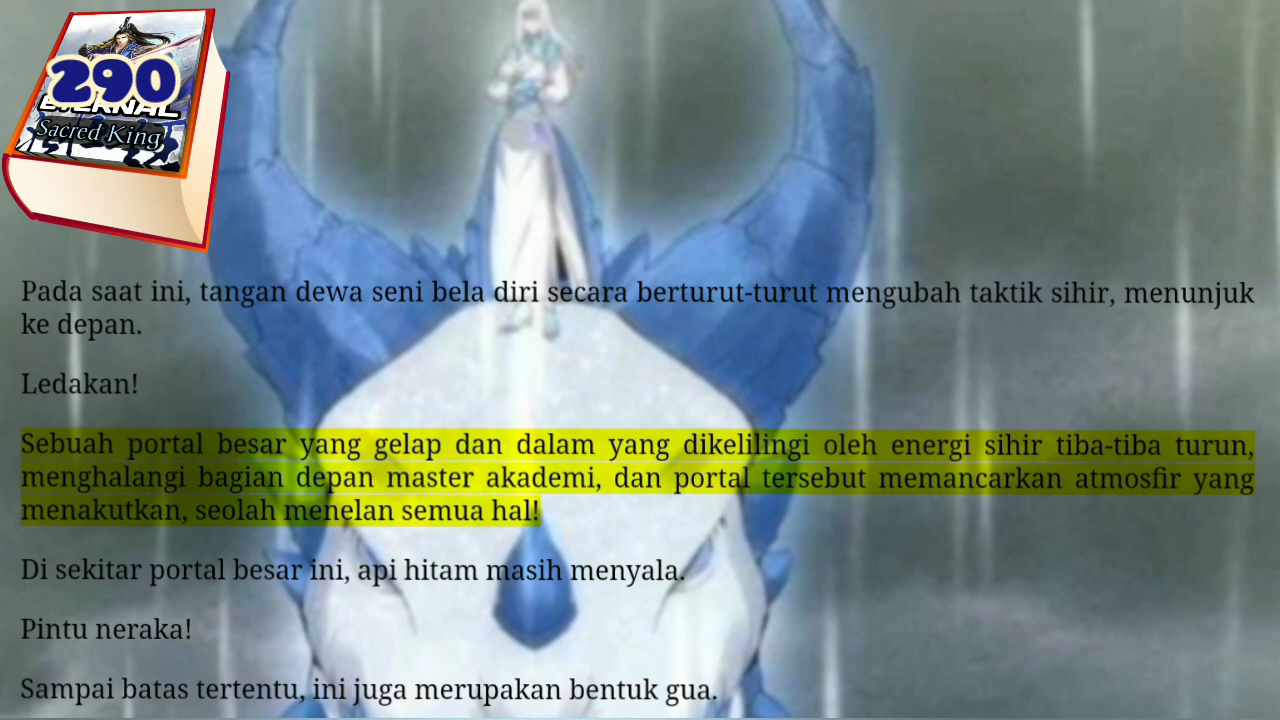 290
ETERNAL
Sacred King
Pada saat ini, tangan dewa seni bela diri secara berturut-turut mengubah taktik sihir, menunjuk
ke depan.
Ledakan!
Sebuah portal besar yang gelap dan dalam yang dikelilingi oleh energi sihir tiba-tiba turun,
menghalangi bagian depan master akademi, dan portal tersebut memancarkan atmosfir yang
menakutkan, seolah menelan semua hal!
Di sekitar portal besar ini, api hitam masih menyala.
Pintu neraka!
Sampai batas tertentu, ini juga merupakan bentuk gua.